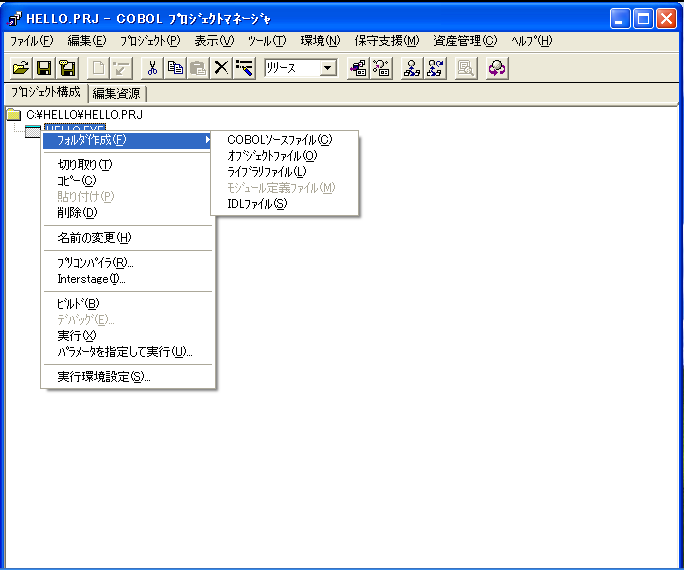 HELLO.PRJ - COBOL ﾌﾟﾛｼﾞｪｸﾄﾏﾈｰｼﾞｬ
ﾌｧｲﾙ(F) 編集(E) ﾌﾟﾛｼﾞｪｸﾄ(P) 表示(V) ﾂｰﾙ(T) 環境(N) 保守支援(M) 資産管理(C) ﾍﾙﾌﾟ(H)
ﾘﾘｰｽ
ﾌﾟﾛｼﾞｪｸﾄ構成 編集資源
C:¥HELLO¥HELLO.PRJ
HELLO.EXE
ﾌｫﾙﾀﾞ作成(F)
切り取り(T)
ｺﾋﾟｰ(C)
貼り付け(P)
削除(D)
名前の変更(H)
ﾌﾟﾘｺﾝﾊﾟｲﾗ(R)...
Interstage(I)...
ﾋﾞﾙﾄﾞ(B)
ﾃﾞﾊﾞｯｸﾞ(E)...
実行(X)
ﾊﾟﾗﾒｰﾀを指定して実行(U)...
実行環境設定(S)...
COBOLｿｰｽﾌｧｲﾙ(C)
ｵﾌﾞｼﾞｪｸﾄﾌｧｲﾙ(O)
ﾗｲﾌﾞﾗﾘﾌｧｲﾙ(L)
ﾓｼﾞｭｰﾙ定義ﾌｧｲﾙ(M)
IDLﾌｧｲﾙ(S)